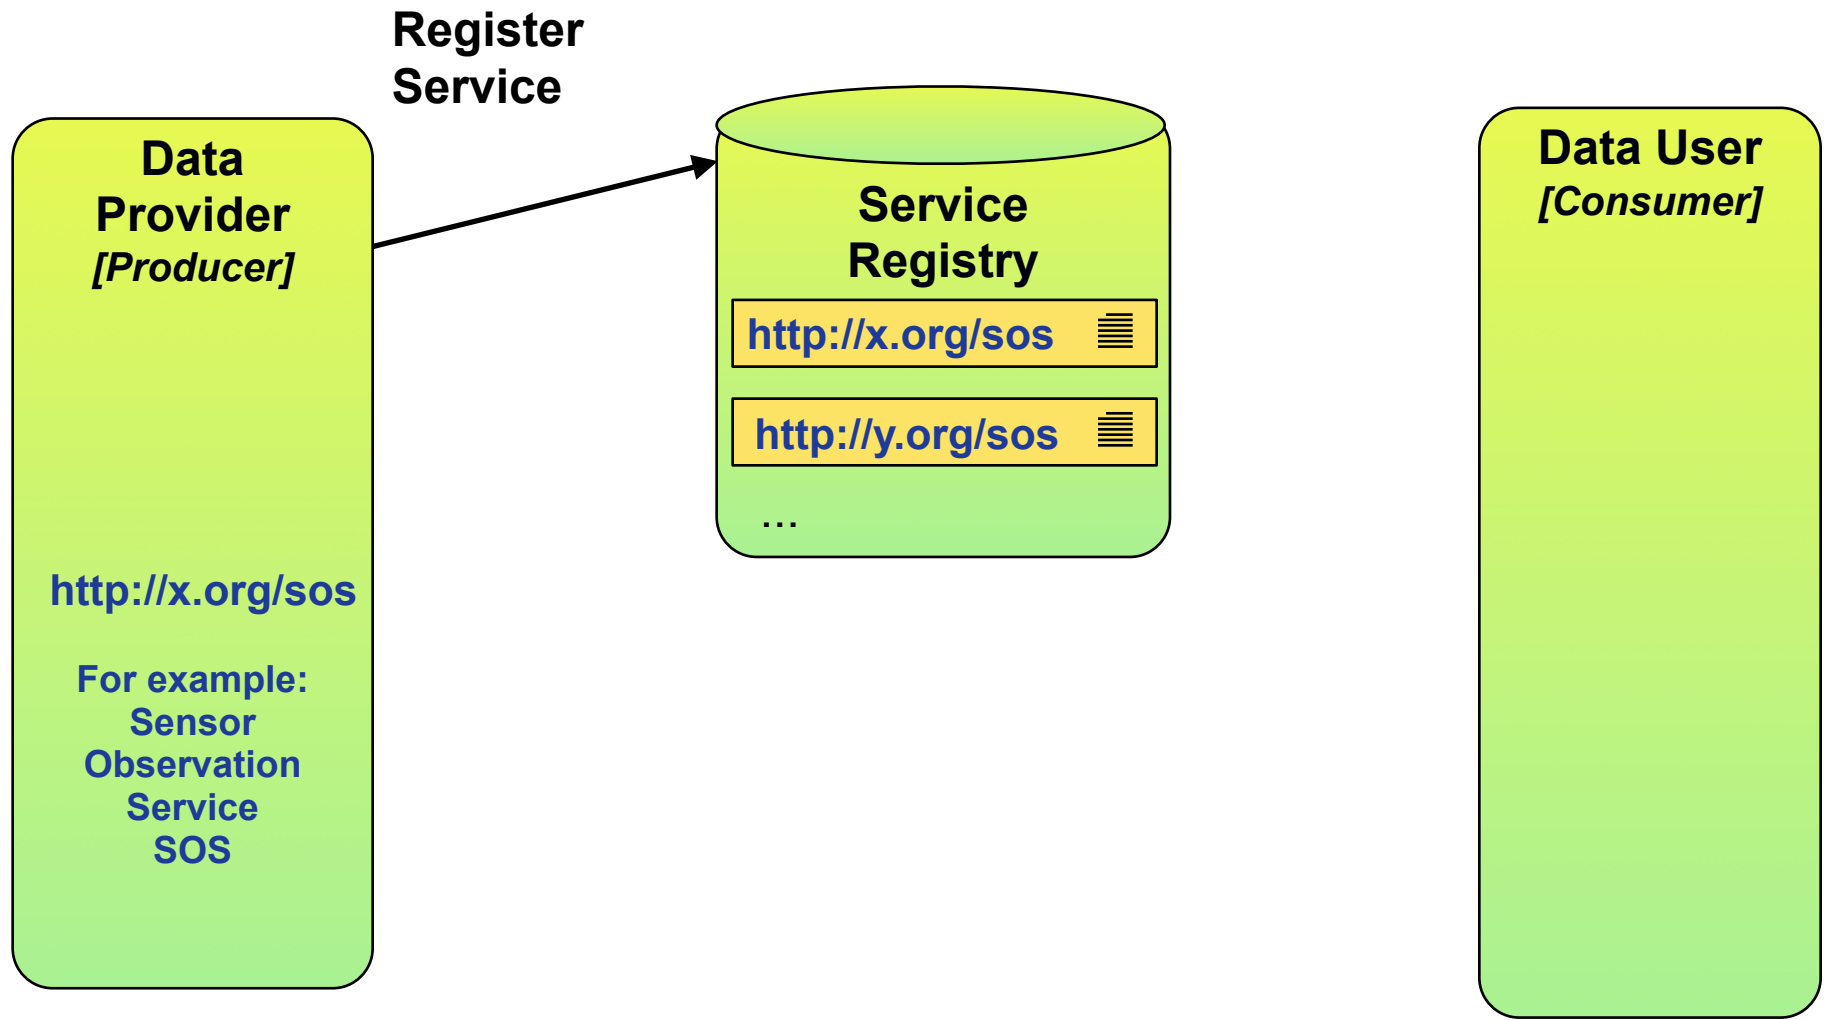 Register
Service
Data
Provider
[Producer]
http://x.org/sos
For example:
Sensor
Observation
Service
SOS
Service
Registry
http://x.org/sos
http://y.org/sos
...
Data User
[Consumer]